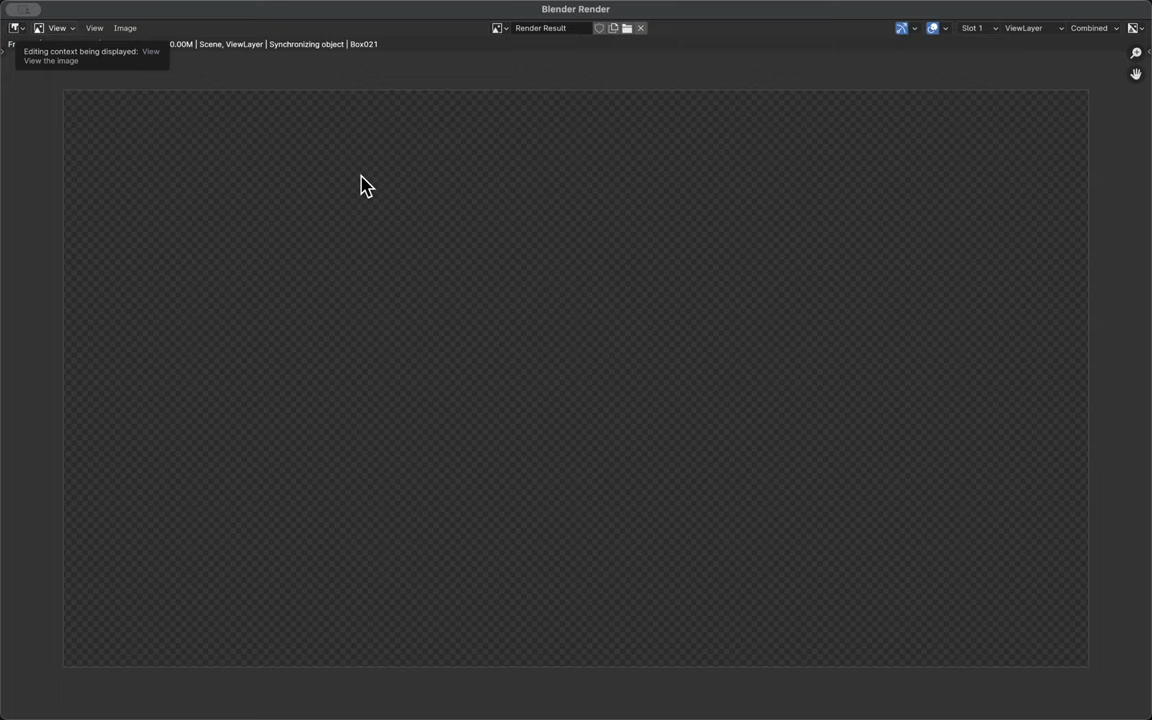 Blender Render
View View Image Render Result Slot 1 ViewLayer Combined
Fr 0.00M | Scene, ViewLayer | Synchronizing object | Box021
Editing context being displayed: View
View the image